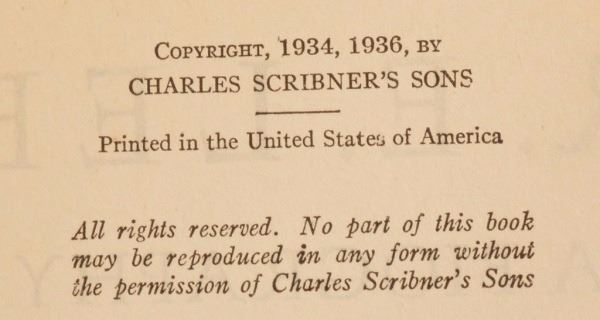 COPYRIGHT, 1934, 1936, BY
CHARLES SCRIBNER'S SONS
Printed in the United States of America
All rights reserved. No part of this book
may be reproduced in any form without
the permission of Charles Scribner's Sons